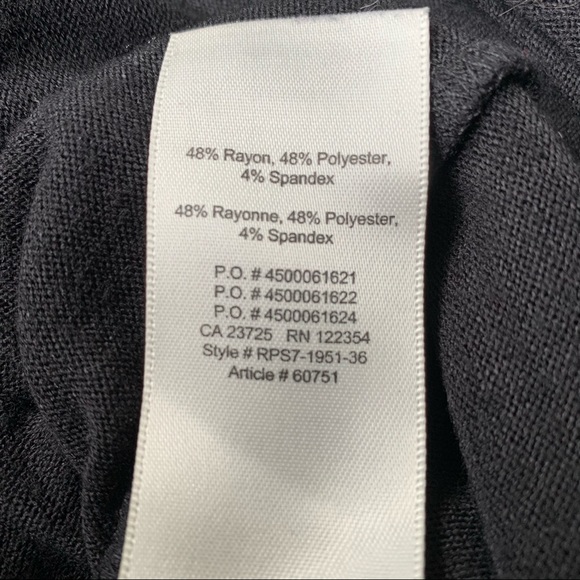 48% Rayon, 48% Polyester,
4% Spandex
48% Rayonne, 48% Polyester,
4% Spandex
P.O. # 4500061621
P.O. # 4500061622
P.O. # 4500061624
CA 23725 RN 122354
Style # RPS7-1951-36
Article # 60751